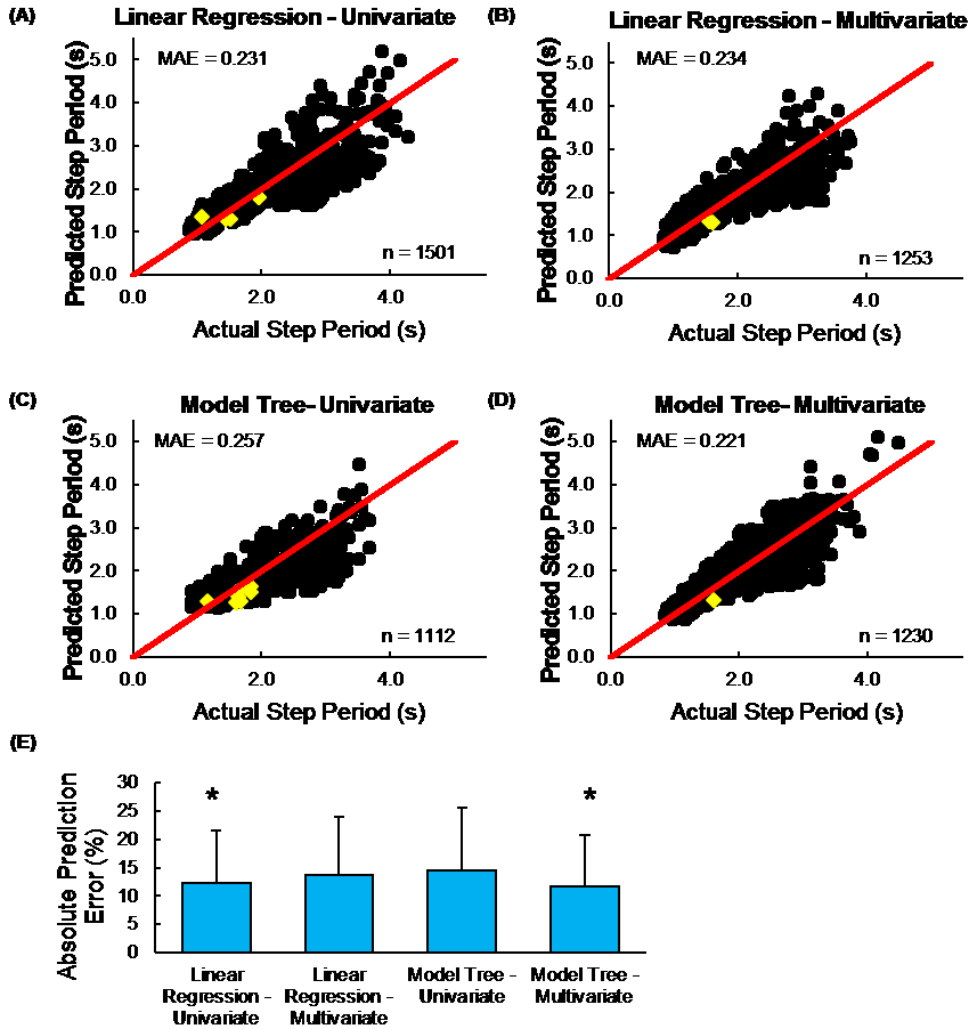 (A) Linear Regression - Univariate
Predicted Step Period (s)
5.0
4.0
3.0
2.0
1.0
0.0
MAE = 0.231
n = 1501
0.0 2.0 4.0
Actual Step Period (s)
(B) Linear Regression - Multivariate
Predicted Step Period (s)
5.0
4.0
3.0
2.0
1.0
0.0
MAE = 0.234
n = 1253
0.0 2.0 4.0
Actual Step Period (s)
(C) Model Tree- Univariate
Predicted Step Period (s)
5.0
4.0
3.0
2.0
1.0
0.0
MAE = 0.257
n = 1112
0.0 2.0 4.0
Actual Step Period (s)
(D) Model Tree- Multivariate
Predicted Step Period (s)
5.0
4.0
3.0
2.0
1.0
0.0
MAE = 0.221
n = 1230
0.0 2.0 4.0
Actual Step Period (s)
(E)
Absolute Prediction
Error (%)
30
25
20
15
10
5
0
* *
Linear
Regression -
Univariate
Linear
Regression -
Multivariate
Model Tree -
Univariate
Model Tree -
Multivariate